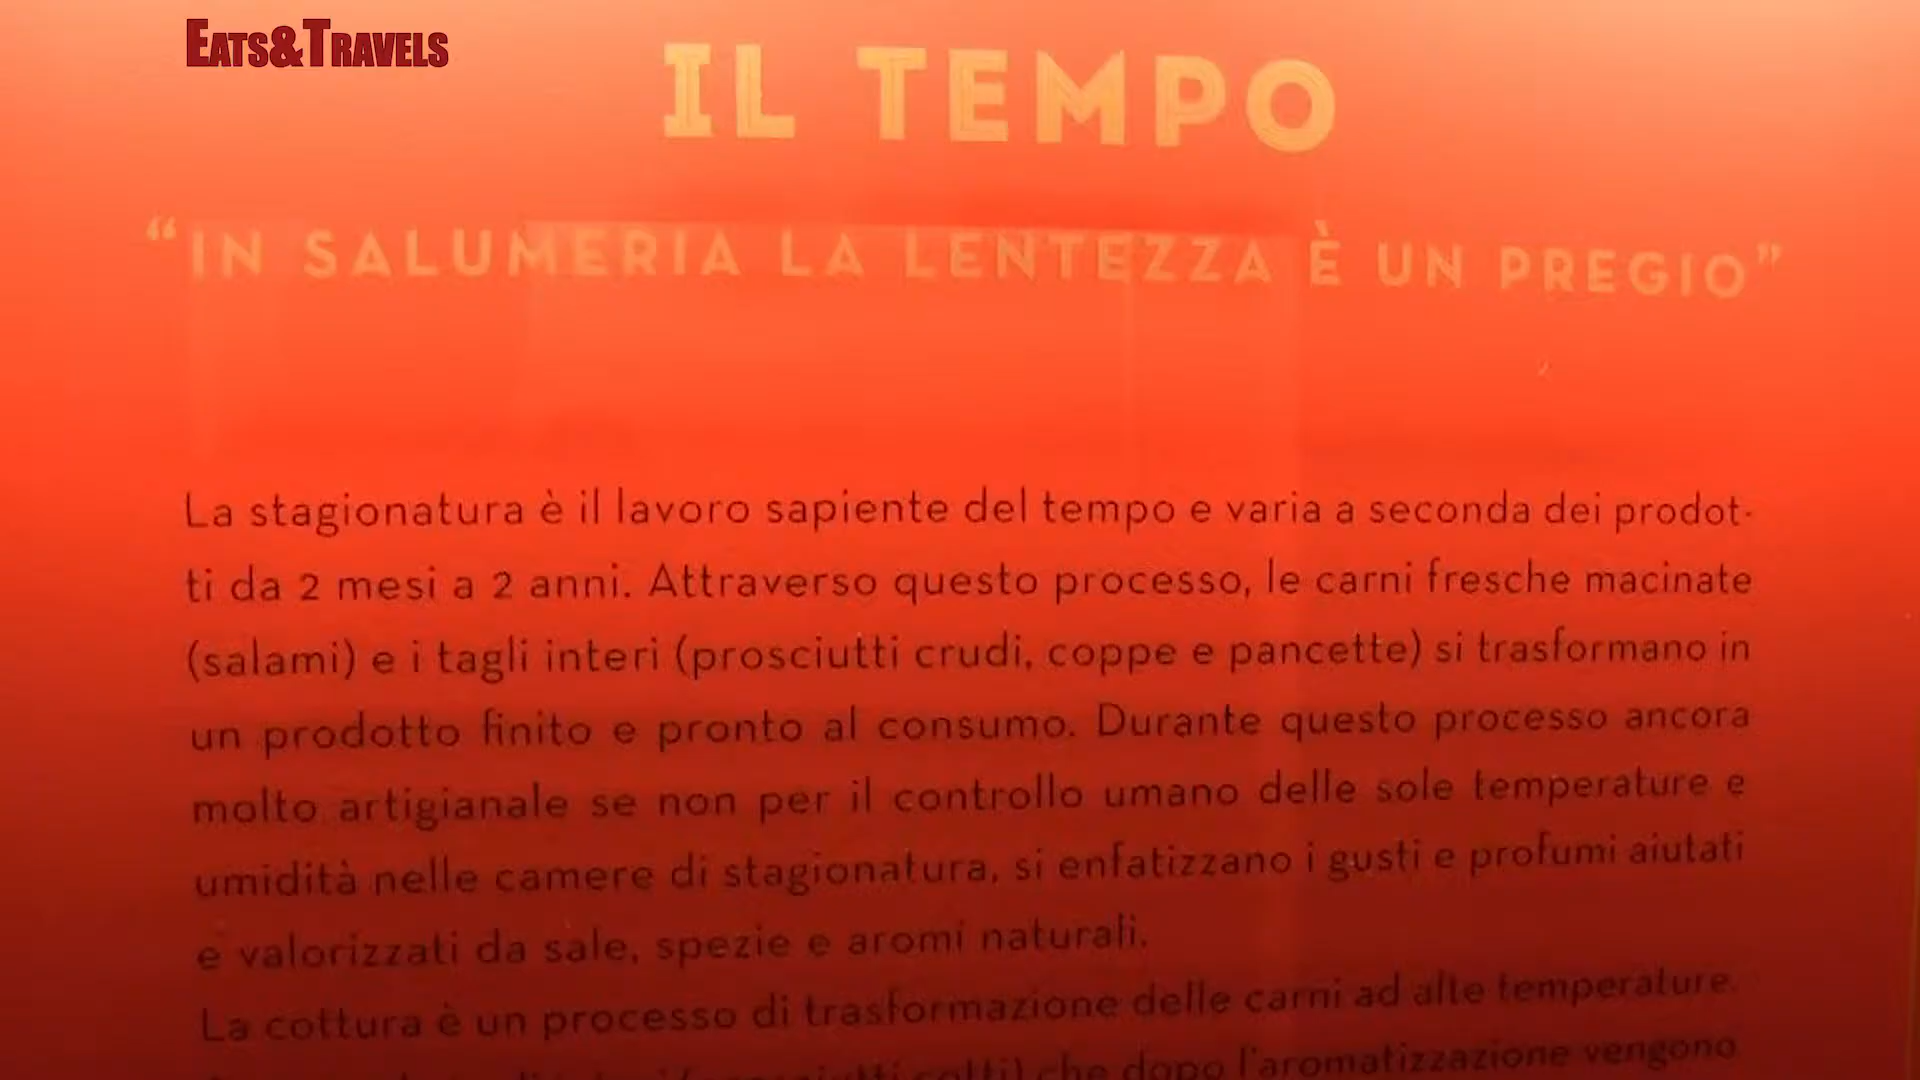 EATS&TRAVELS
IL TEMPO
“IN SALUMERIA LA LENTEZZA È UN PREGIO”
La stagionatura è il lavoro sapiente del tempo e varia a seconda dei prodot-
ti da 2 mesi a 2 anni. Attraverso questo processo, le carni fresche macinate
(salami) e i tagli interi (prosciutti crudi, coppe e pancette) si trasformano in
un prodotto finito e pronto al consumo. Durante questo processo ancora
molto artigianale se non per il controllo umano delle sole temperature e
umidità nelle camere di stagionatura, si enfatizzano i gusti e profumi aiutati
e valorizzati da sale, spezie e aromi naturali.
La cottura è un processo di trasformazione delle carni ad alte temperature.
cotti) che dopo l'aromatizzazione vengono